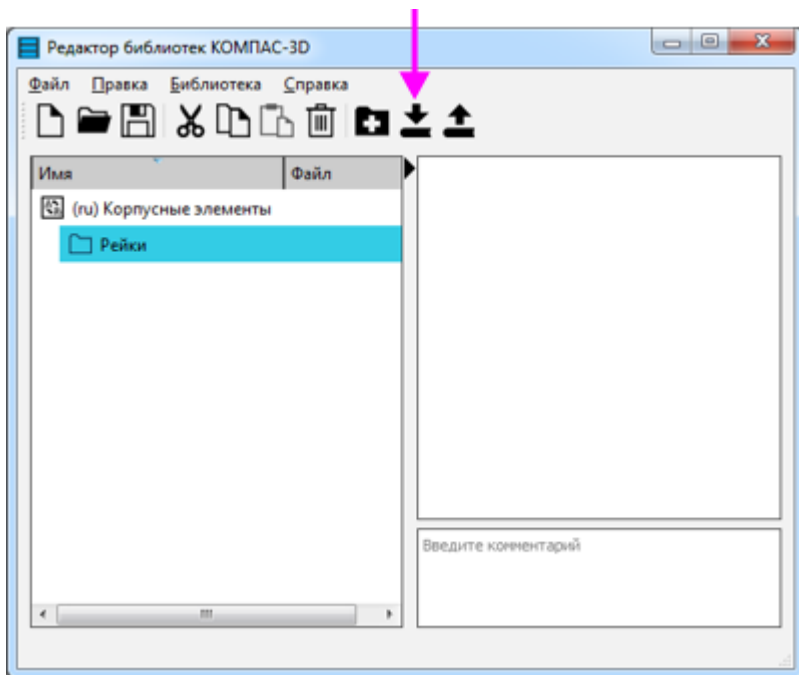 Редактор библиотек КОМПАС-3D
Файл Правка Библиотека Справка
Имя Файл
(ru) Корпусные элементы
Рейки
Введите комментарий